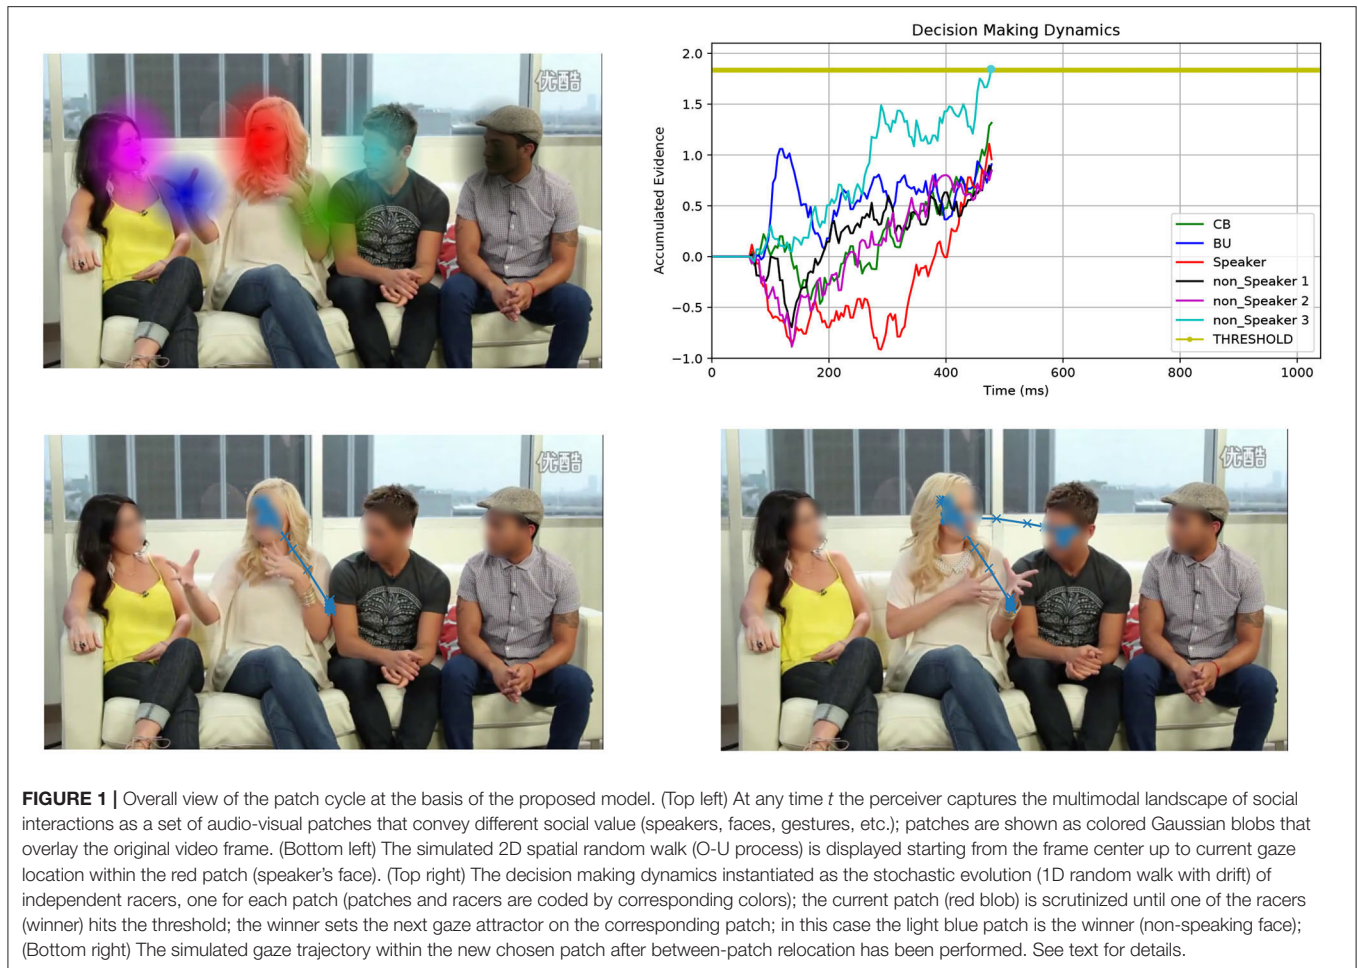 优酷
Decision Making Dynamics
2.0
1.5
1.0
0.5
0.0
−0.5
−1.0
Accumulated Evidence
CB
BU
Speaker
non_Speaker 1
non_Speaker 2
non_Speaker 3
THRESHOLD
0 200 400 600 800 1000
Time (ms)
优酷
优酷
FIGURE 1 | Overall view of the patch cycle at the basis of the proposed model. (Top left) At any time t the perceiver captures the multimodal landscape of social
interactions as a set of audio-visual patches that convey different social value (speakers, faces, gestures, etc.); patches are shown as colored Gaussian blobs that
overlay the original video frame. (Bottom left) The simulated 2D spatial random walk (O-U process) is displayed starting from the frame center up to current gaze
location within the red patch (speaker's face). (Top right) The decision making dynamics instantiated as the stochastic evolution (1D random walk with drift) of
independent racers, one for each patch (patches and racers are coded by corresponding colors); the current patch (red blob) is scrutinized until one of the racers
(winner) hits the threshold; the winner sets the next gaze attractor on the corresponding patch; in this case the light blue patch is the winner (non-speaking face);
(Bottom right) The simulated gaze trajectory within the new chosen patch after between-patch relocation has been performed. See text for details.